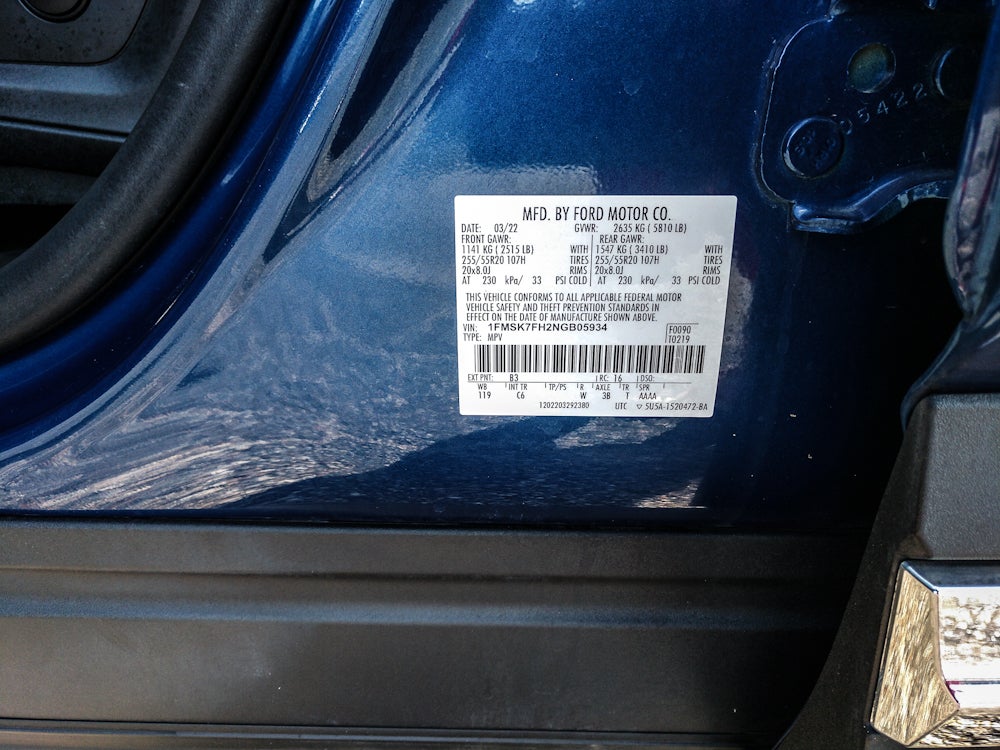 05422
MFD. BY FORD MOTOR CO.
DATE: 03/22 GVWR: 2635 KG ( 5810 LB)
FRONT GAWR: REAR GAWR:
1141 KG ( 2515 LB) WITH 1547 KG ( 3410 LB) WITH
255/55R20 107H TIRES 255/55R20 107H TIRES
20x8.0J RIMS 20x8.0J RIMS
AT 230 kPa/ 33 PSI COLD AT 230 kPa/ 33 PSI COLD
THIS VEHICLE CONFORMS TO ALL APPLICABLE FEDERAL MOTOR
VEHICLE SAFETY AND THEFT PREVENTION STANDARDS IN
EFFECT ON THE DATE OF MANUFACTURE SHOWN ABOVE.
VIN: 1FMSK7FH2NGB05934 F0090
TYPE: MPV T0219
EXT PNT: B3 RC: 16 DSO:
WB INT TR TP/PS R AXLE TR SPR
119 C6 W 3B T AAAA
1202203292380 UTC ▽ 5U5A-1520472-BA